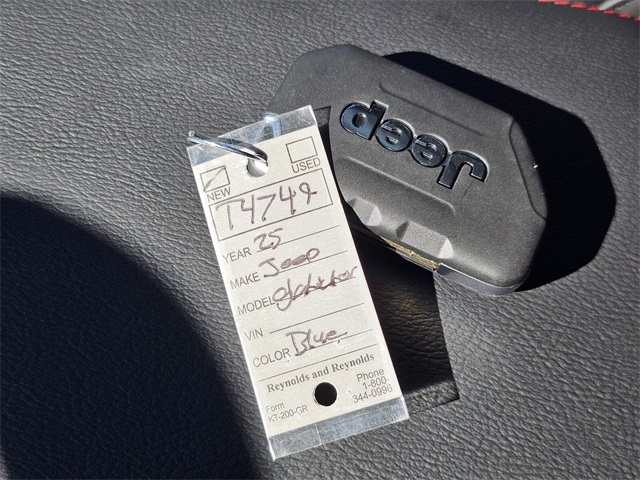 Jeep
NEW
USED
T4749
YEAR 25
MAKE Jeep
MODEL
VIN
COLOR Blue
Reynolds and Reynolds
Form
KT-200-GR
Phone
1-800-
344-0996